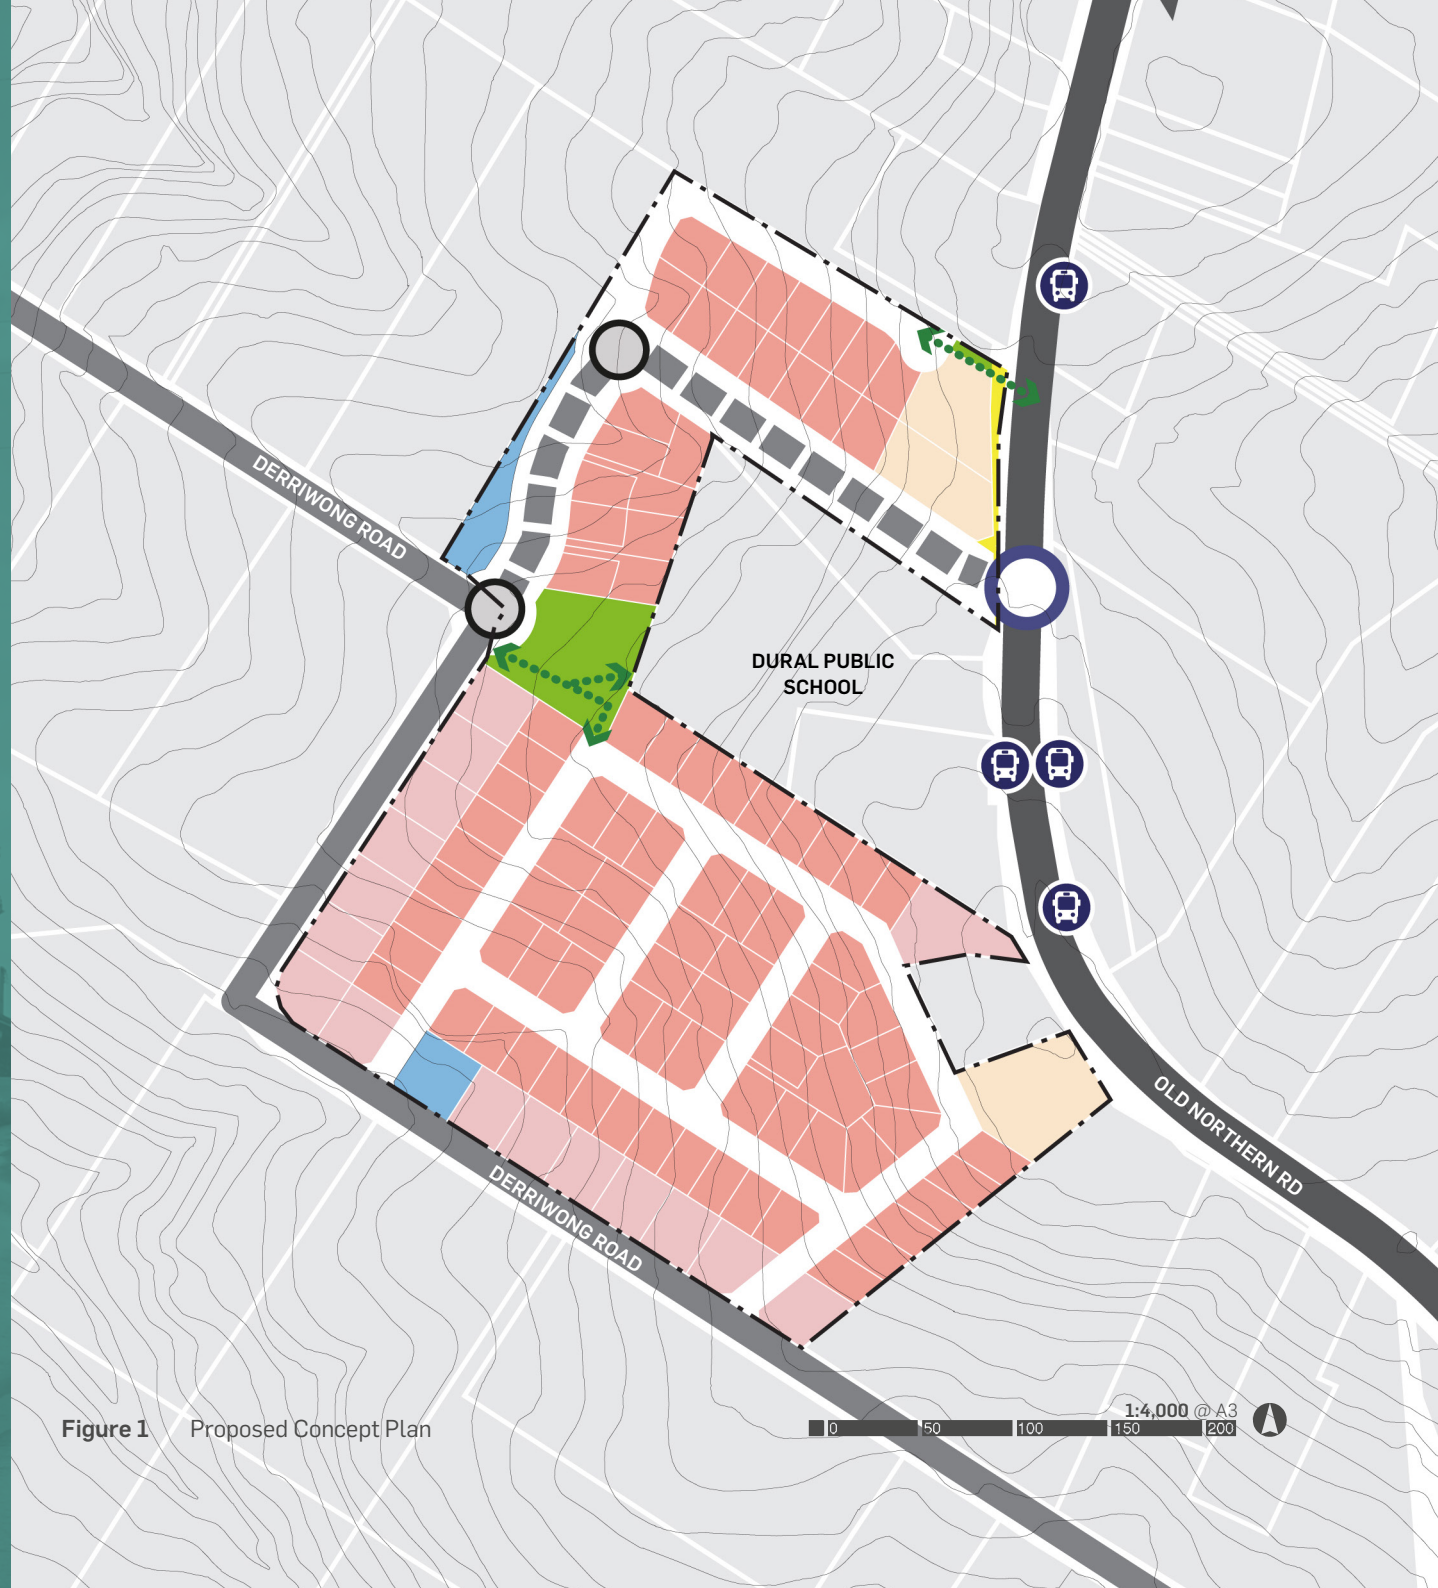 DERRIWONG ROAD
DURAL PUBLIC
SCHOOL
OLD NORTHERN RD
DERRIWONG ROAD
1:4,000 @ A3
0 50 100 150 200
Figure 1 Proposed Concept Plan